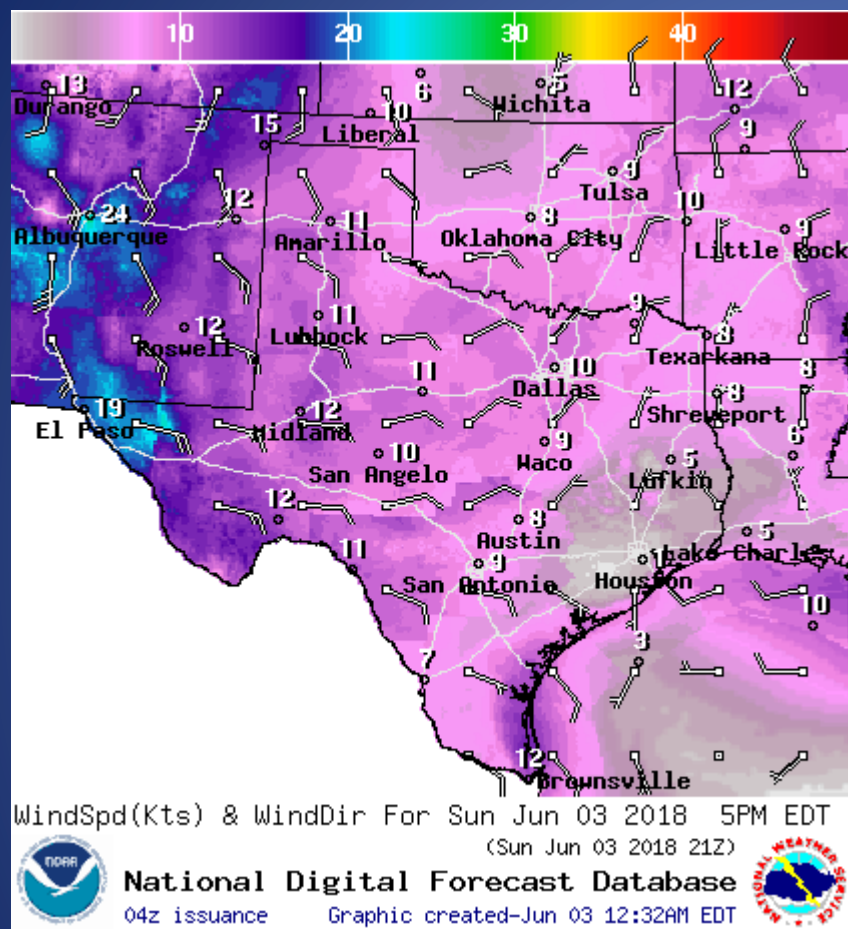 10 20 30 40
13 6 5 12
Durango Wichita
10
Liberal
15 9
9
Tulsa
24 12 11 8 10 9
Albuquerque Amarillo Oklahoma City Little Rock
12 11 9 8
Roswell Lubbock Texarkana
11 10 8
Dallas
19 12 8
El Paso Midland Shreveport
10 9 5 6
San Angelo Waco Lufkin
12 8 5
Austin Lake Charles
11 9
San Antonio Houston
10
7 3
12
Brownsville
WindSpd(Kts) & WindDir For Sun Jun 03 2018 5PM EDT
(Sun Jun 03 2018 21Z)
National Digital Forecast Database
04z issuance Graphic created-Jun 03 12:32AM EDT
NOAA
NATIONAL WEATHER SERVICE